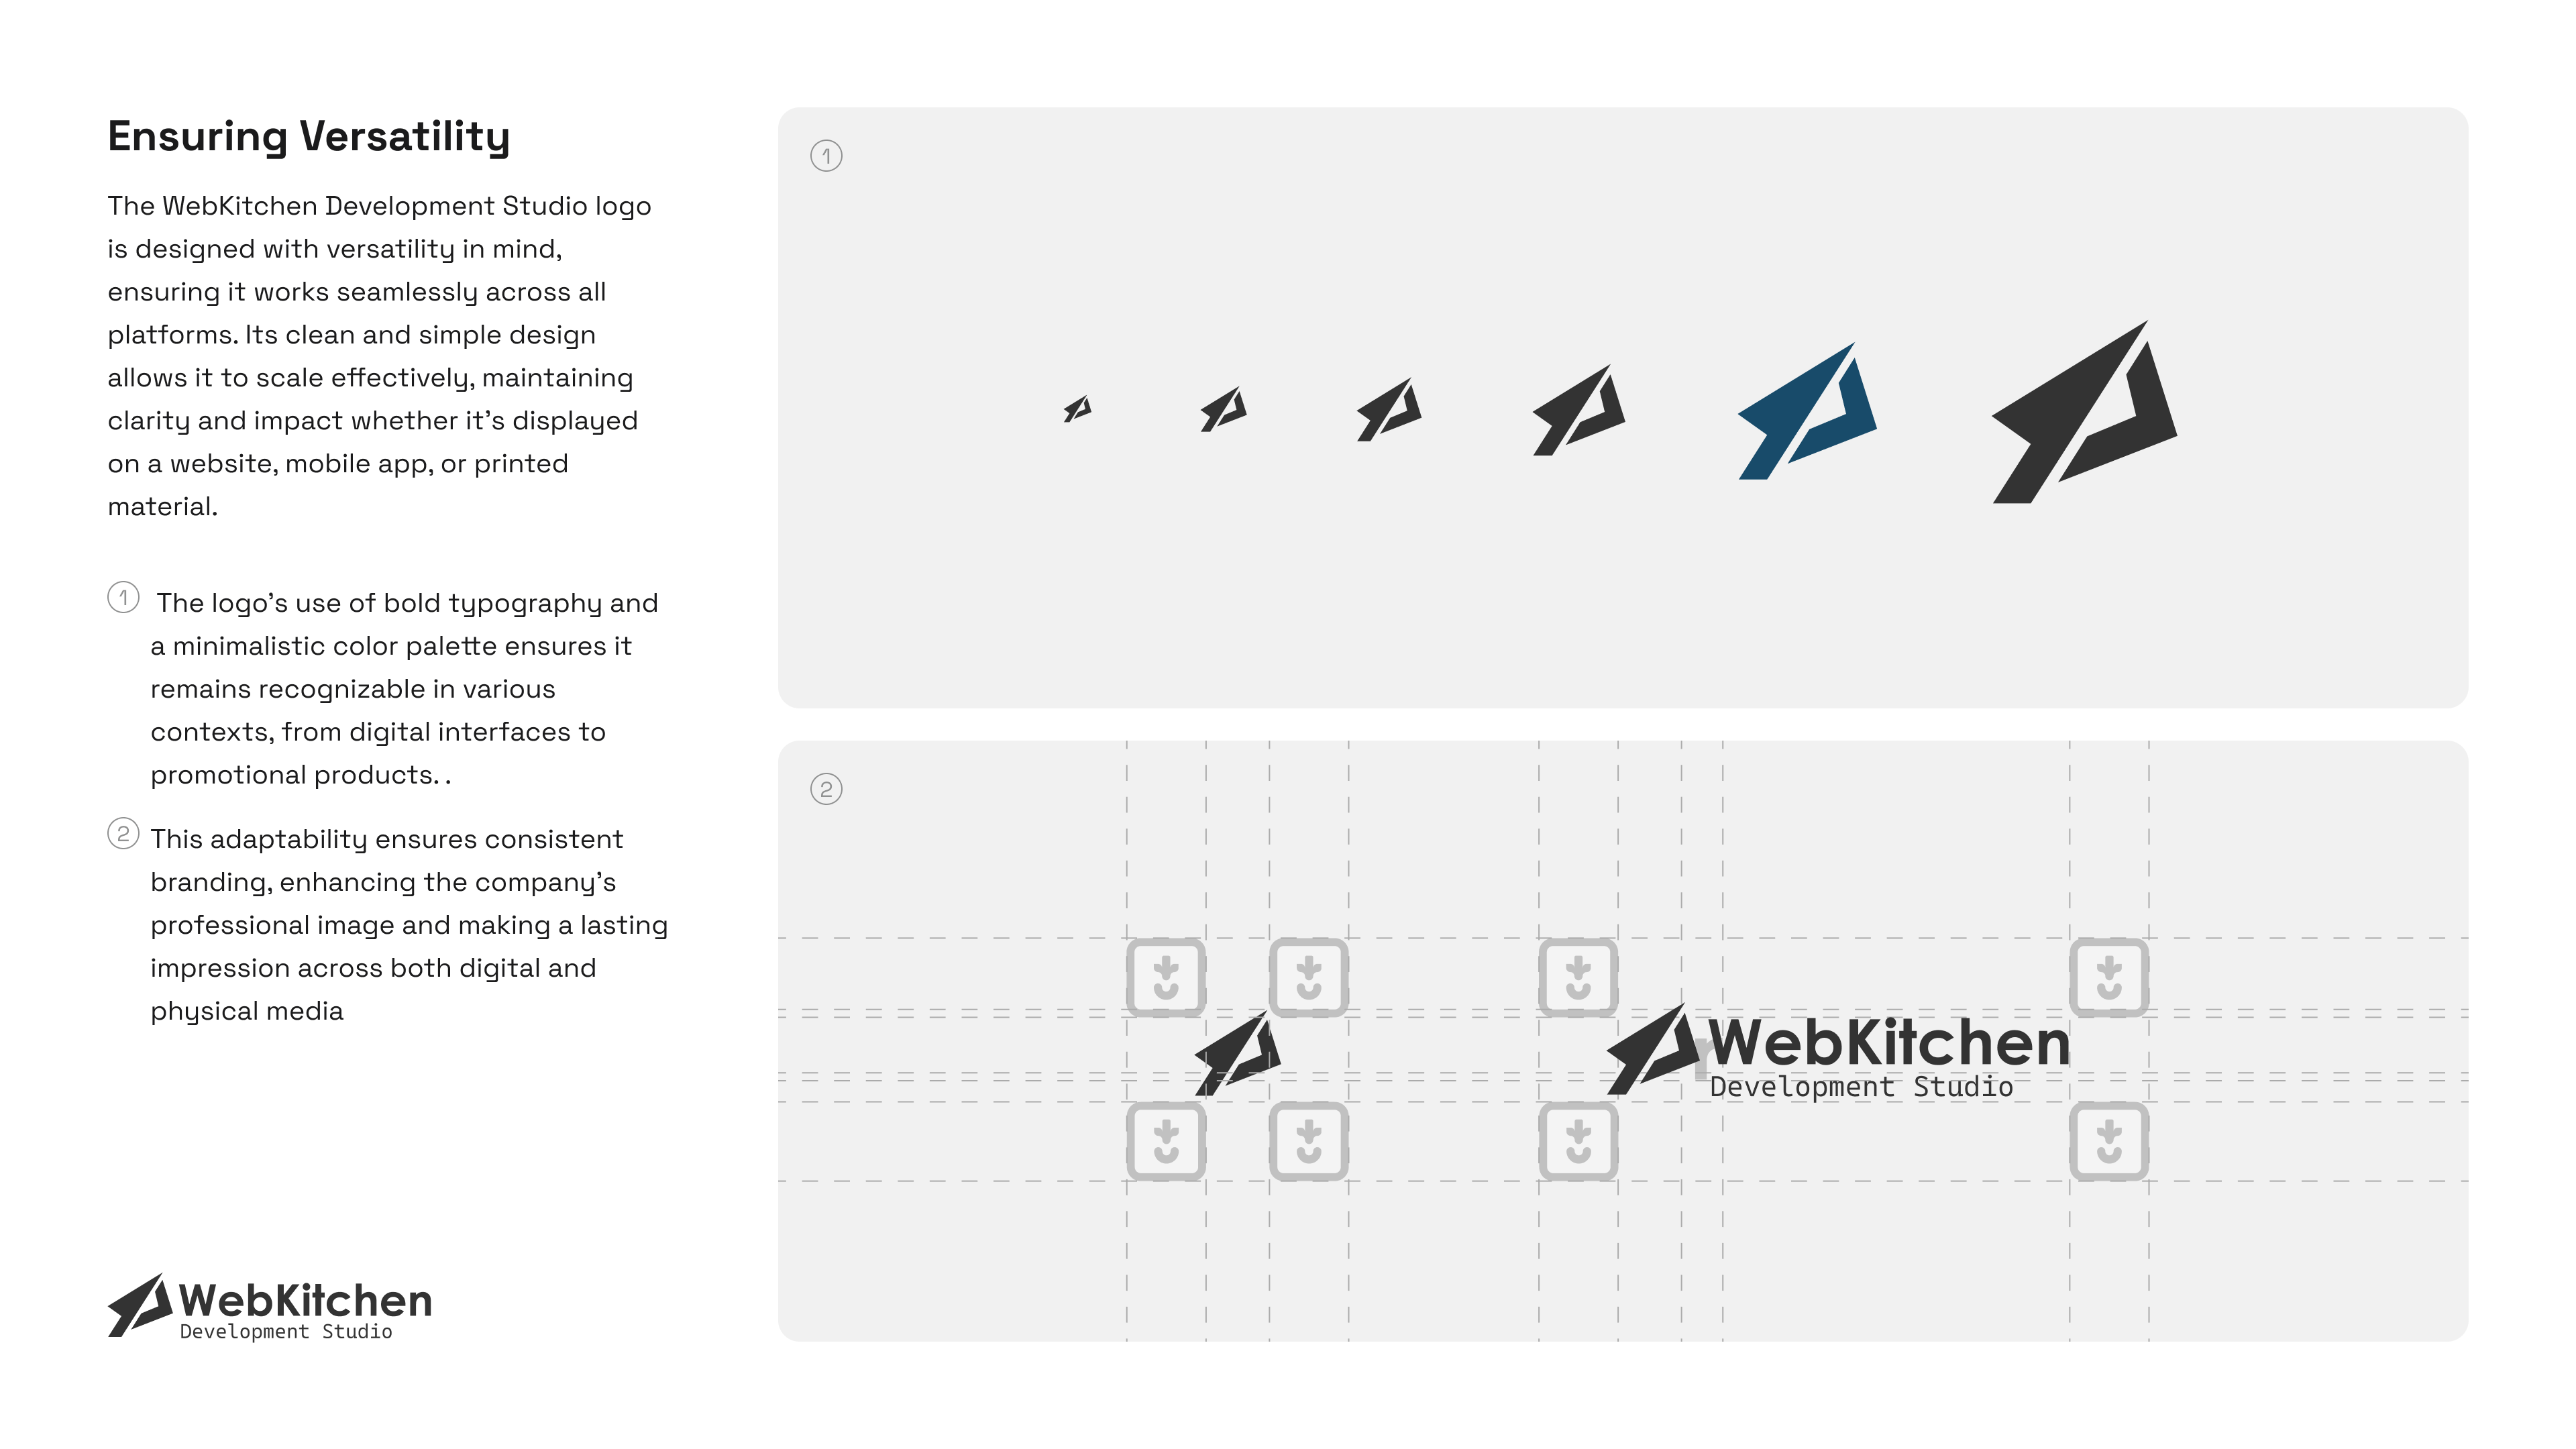 Ensuring Versatility
The WebKitchen Development Studio logo
is designed with versatility in mind,
ensuring it works seamlessly across all
platforms. Its clean and simple design
allows it to scale effectively, maintaining
clarity and impact whether it’s displayed
on a website, mobile app, or printed
material.
1 The logo’s use of bold typography and
a minimalistic color palette ensures it
remains recognizable in various
contexts, from digital interfaces to
promotional products. .
2 This adaptability ensures consistent
branding, enhancing the company’s
professional image and making a lasting
impression across both digital and
physical media
WebKitchen
Development Studio
1
2
r
WebKitchen
Development Studio